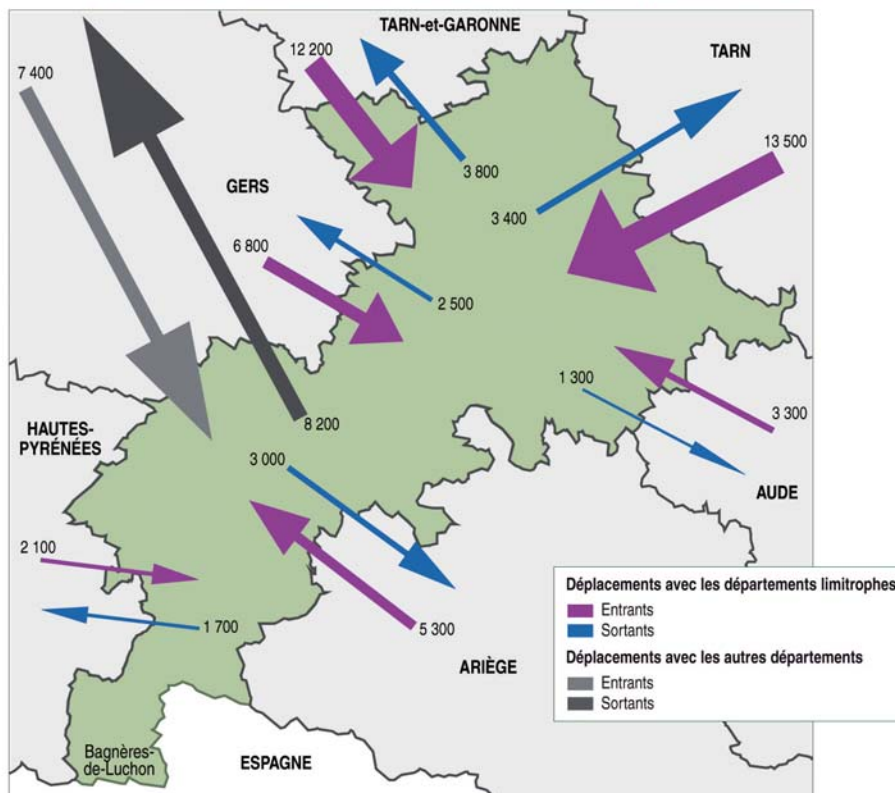 TARN-et-GARONNE
12 200
TARN
7 400
13 500
3 800
GERS
3 400
6 800
2 500
1 300
3 300
HAUTES-
PYRÉNÉES
8 200
3 000
AUDE
2 100
1 700
5 300
ARIÈGE
Bagnères-
de-Luchon
ESPAGNE
Déplacements avec les départements limitrophes
Entrants
Sortants
Déplacements avec les autres départements
Entrants
Sortants